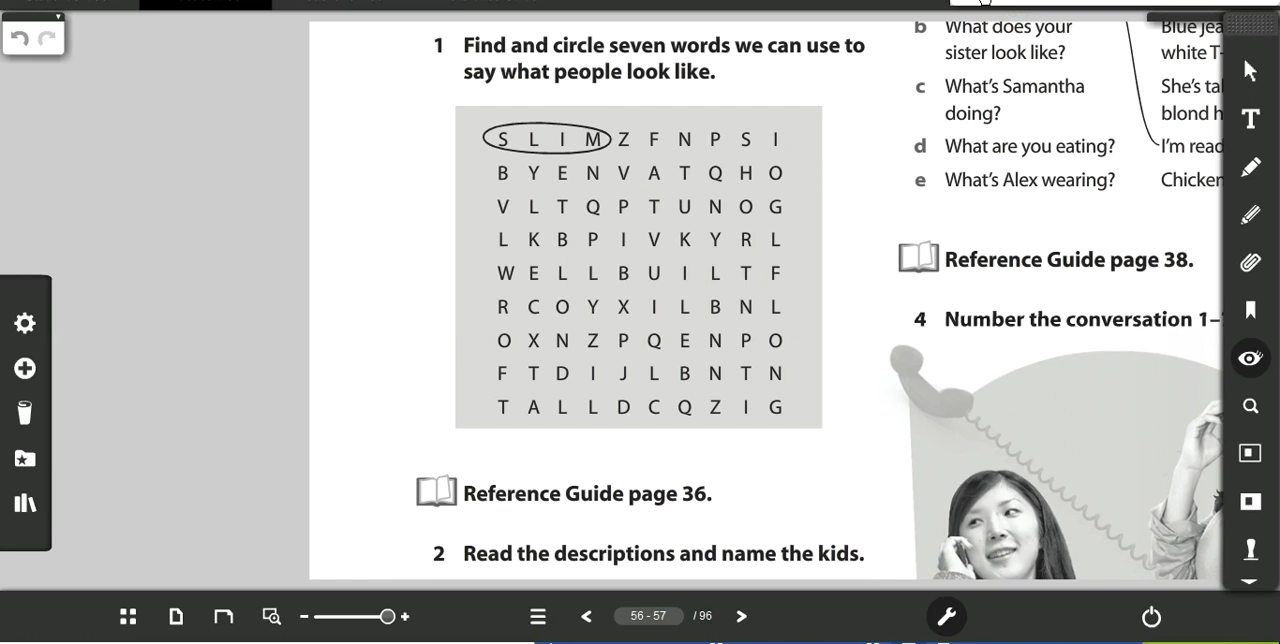 1 Find and circle seven words we can use to
say what people look like.
S L I M Z F N P S I
B Y E N V A T Q H O
V L T Q P T U N O G
L K B P I V K Y R L
W E L L B U I L T F
R C O Y X I L B N L
O X N Z P Q E N P O
F T D I J L B N T N
T A L L D C Q Z I G
Reference Guide page 36.
2 Read the descriptions and name the kids.
b What does your
sister look like?
c What's Samantha
doing?
d What are you eating?
e What's Alex wearing?
Blue jea
white T-
She's tal
blond h
I'm read
Chicken
Reference Guide page 38.
4 Number the conversation 1–
T
56 - 57 / 96